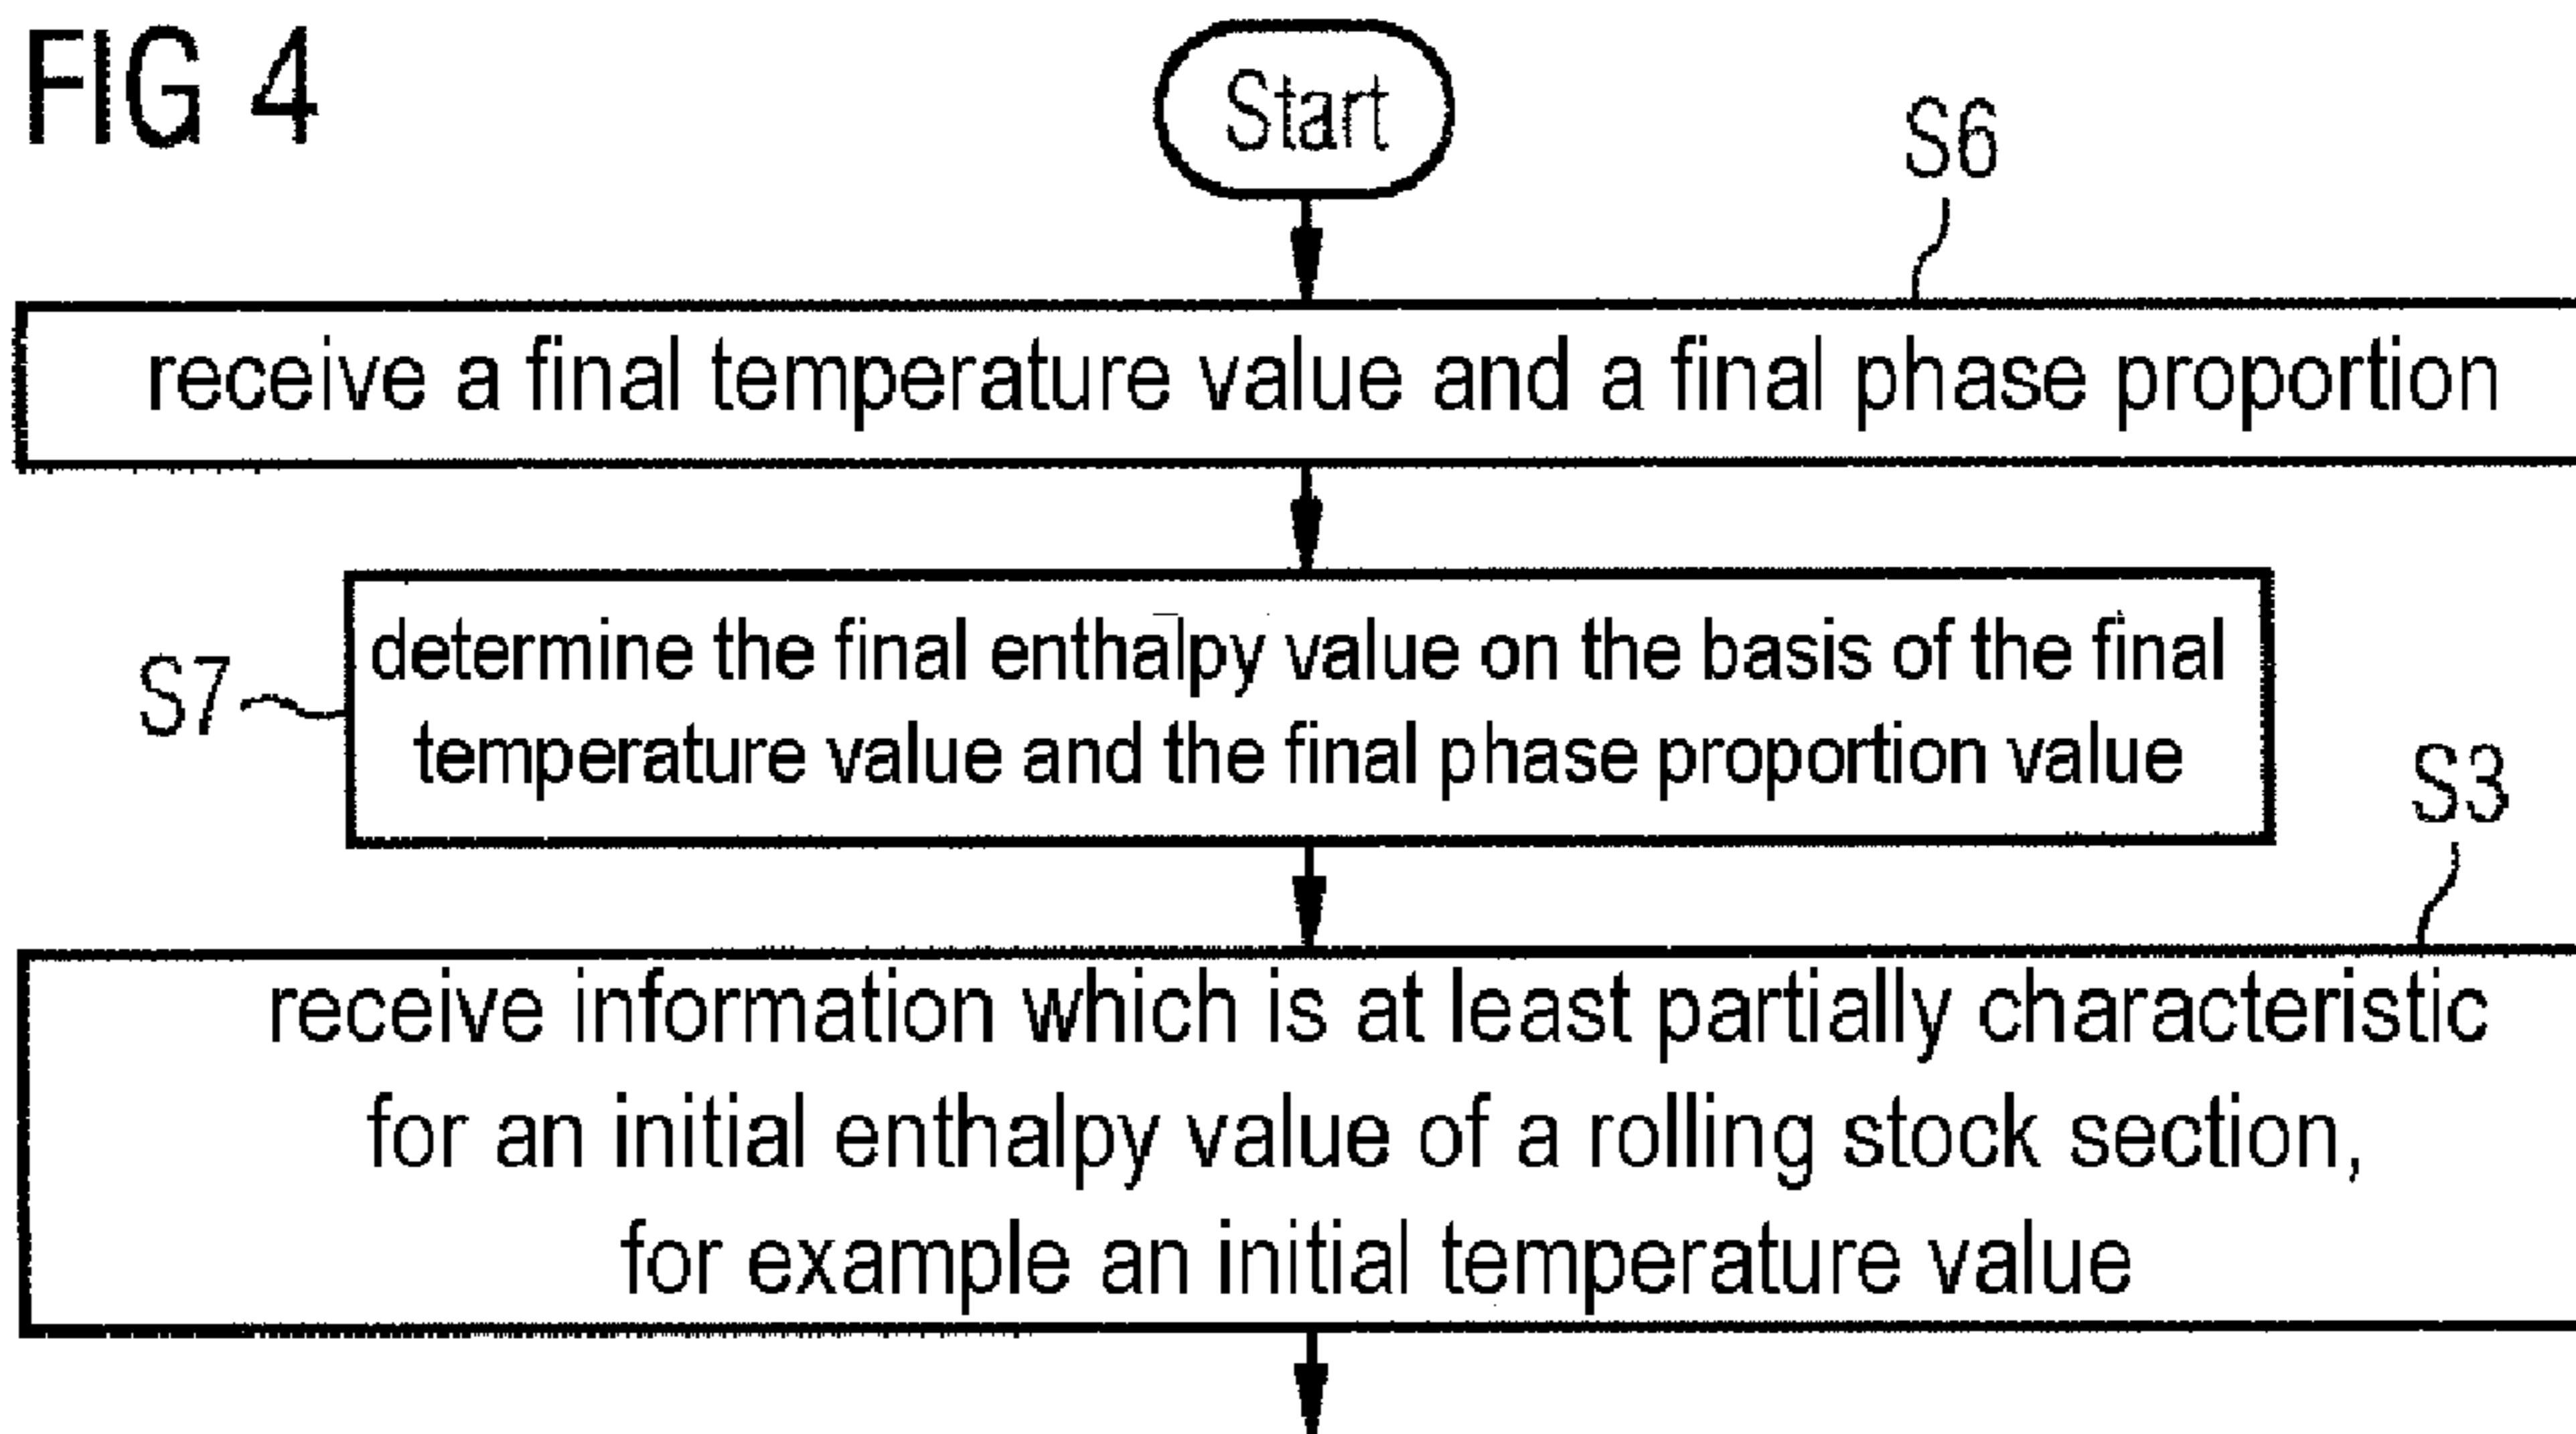 FIG 4
Start
S6
receive a final temperature value and a final phase proportion
S7
determine the final enthalpy value on the basis of the final
temperature value and the final phase proportion value
S3
receive information which is at least partially characteristic
for an initial enthalpy value of a rolling stock section,
for example an initial temperature value